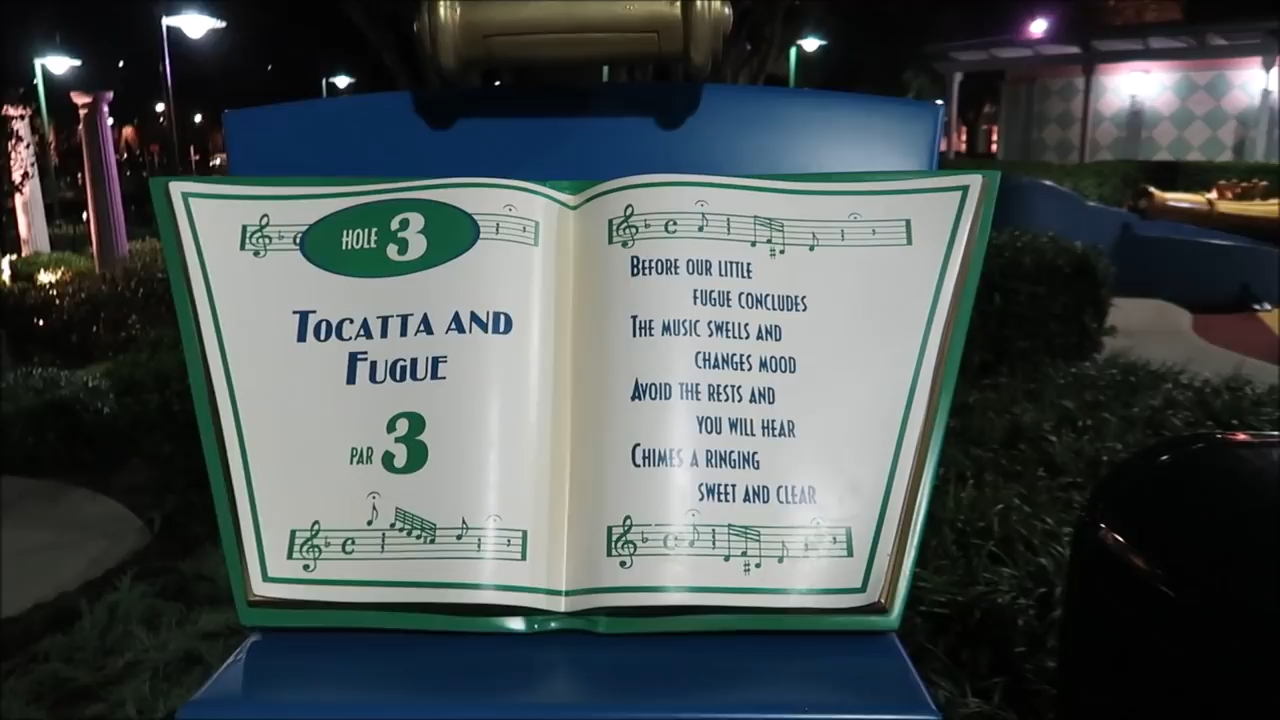 HOLE 3
TOCATTA AND
FUGUE
PAR 3
BEFORE OUR LITTLE
FUGUE CONCLUDES
THE MUSIC SWELLS AND
CHANGES MOOD
AVOID THE RESTS AND
YOU WILL HEAR
CHIMES A RINGING
SWEET AND CLEAR